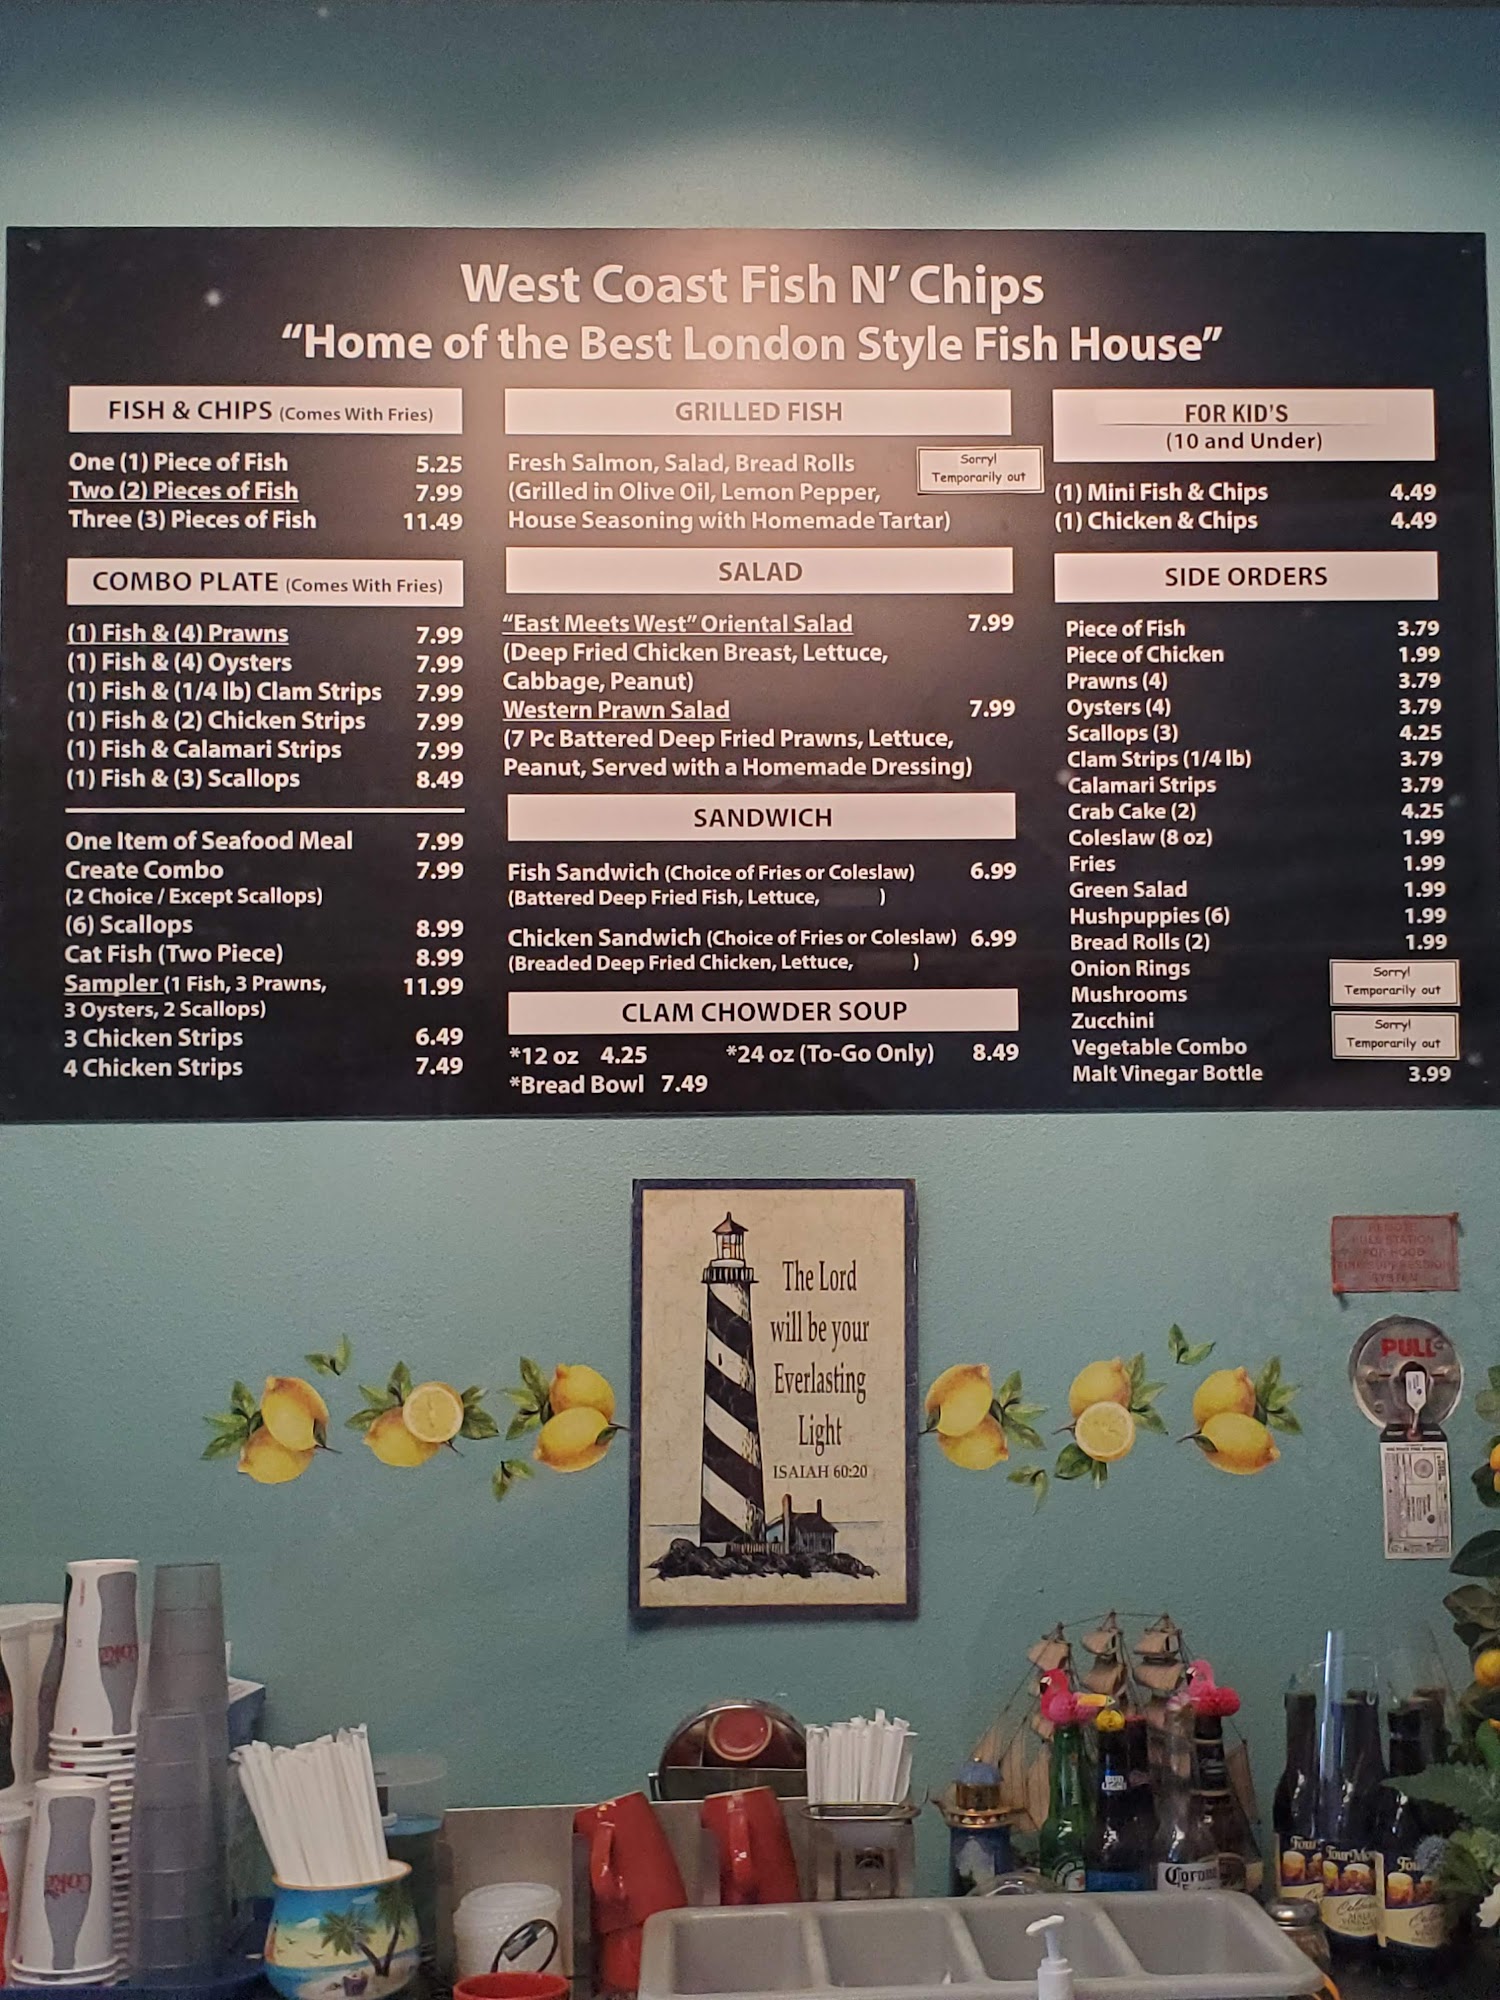 West Coast Fish N' Chips
"Home of the Best London Style Fish House"
FISH & CHIPS (Comes With Fries)
One (1) Piece of Fish 5.25
Two (2) Pieces of Fish 7.99
Three (3) Pieces of Fish 11.49
COMBO PLATE (Comes With Fries)
(1) Fish & (4) Prawns 7.99
(1) Fish & (4) Oysters 7.99
(1) Fish & (1/4 lb) Clam Strips 7.99
(1) Fish & (2) Chicken Strips 7.99
(1) Fish & Calamari Strips 7.99
(1) Fish & (3) Scallops 8.49
One Item of Seafood Meal 7.99
Create Combo 7.99
(2 Choice / Except Scallops)
(6) Scallops 8.99
Cat Fish (Two Piece) 8.99
Sampler (1 Fish, 3 Prawns, 11.99
3 Oysters, 2 Scallops)
3 Chicken Strips 6.49
4 Chicken Strips 7.49
GRILLED FISH
Fresh Salmon, Salad, Bread Rolls
(Grilled in Olive Oil, Lemon Pepper,
House Seasoning with Homemade Tartar)
Sorry!
Temporarily out
SALAD
"East Meets West" Oriental Salad 7.99
(Deep Fried Chicken Breast, Lettuce,
Cabbage, Peanut)
Western Prawn Salad 7.99
(7 Pc Battered Deep Fried Prawns, Lettuce,
Peanut, Served with a Homemade Dressing)
SANDWICH
Fish Sandwich (Choice of Fries or Coleslaw) 6.99
(Battered Deep Fried Fish, Lettuce, )
Chicken Sandwich (Choice of Fries or Coleslaw) 6.99
(Breaded Deep Fried Chicken, Lettuce, )
CLAM CHOWDER SOUP
*12 oz 4.25 *24 oz (To-Go Only) 8.49
*Bread Bowl 7.49
FOR KID'S
(10 and Under)
(1) Mini Fish & Chips 4.49
(1) Chicken & Chips 4.49
SIDE ORDERS
Piece of Fish 3.79
Piece of Chicken 1.99
Prawns (4) 3.79
Oysters (4) 3.79
Scallops (3) 4.25
Clam Strips (1/4 lb) 3.79
Calamari Strips 3.79
Crab Cake (2) 4.25
Coleslaw (8 oz) 1.99
Fries 1.99
Green Salad 1.99
Hushpuppies (6) 1.99
Bread Rolls (2) 1.99
Onion Rings
Mushrooms
Zucchini
Vegetable Combo
Malt Vinegar Bottle 3.99
Sorry!
Temporarily out
Sorry!
Temporarily out
The Lord
will be your
Everlasting
Light
ISAIAH 60:20
PULL STATION
FOR HOOD
FIRE SUPPRESSION
SYSTEM
PULL
BUD
LIGHT
Corona